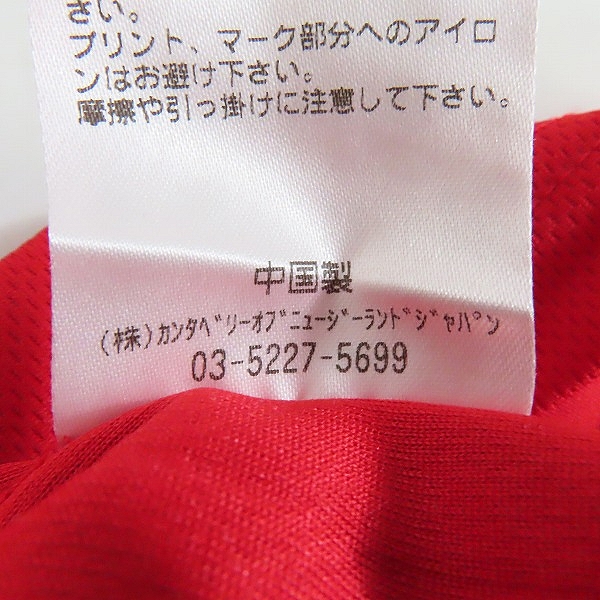 さい。
プリント、マーク部分へのアイロ
ンはお避け下さい。
摩擦や引っ掛けに注意して下さい。
中国製
(株)ｶﾝﾀﾍﾞﾘｰｵﾌﾞﾆｭｰｼﾞｰﾗﾝﾄﾞｼﾞｬﾊﾟﾝ
03-5227-5699